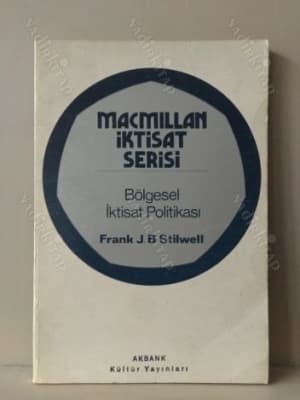 MACMILLAN
İKTİSAT
SERİSİ
Bölgesel
İktisat Politikası
Frank J B Stilwell
AKBANK
Kültür Yayınları